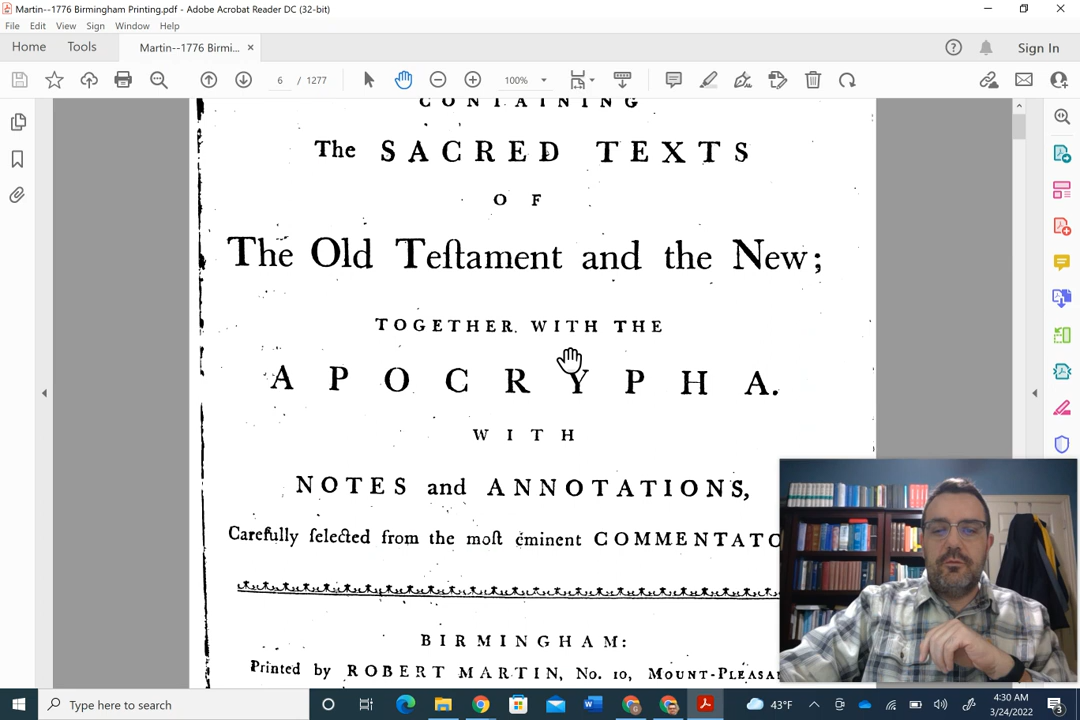 Martin--1776 Birmingham Printing.pdf - Adobe Acrobat Reader DC (32-bit)
File Edit View Sign Window Help
Home Tools Martin--1776 Birmi... × Sign In
6 / 1277 100%
CONTAINING
The SACRED TEXTS
OF
The Old Teſtament and the New;
TOGETHER WITH THE
APOCRYPHA.
WITH
NOTES and ANNOTATIONS,
Carefully ſelected from the moſt eminent COMMENTATO
BIRMINGHAM:
Printed by ROBERT MARTIN, No. 10, MOUNT-PLEASA
Type here to search
43°F
4:30 AM
3/24/2022
3